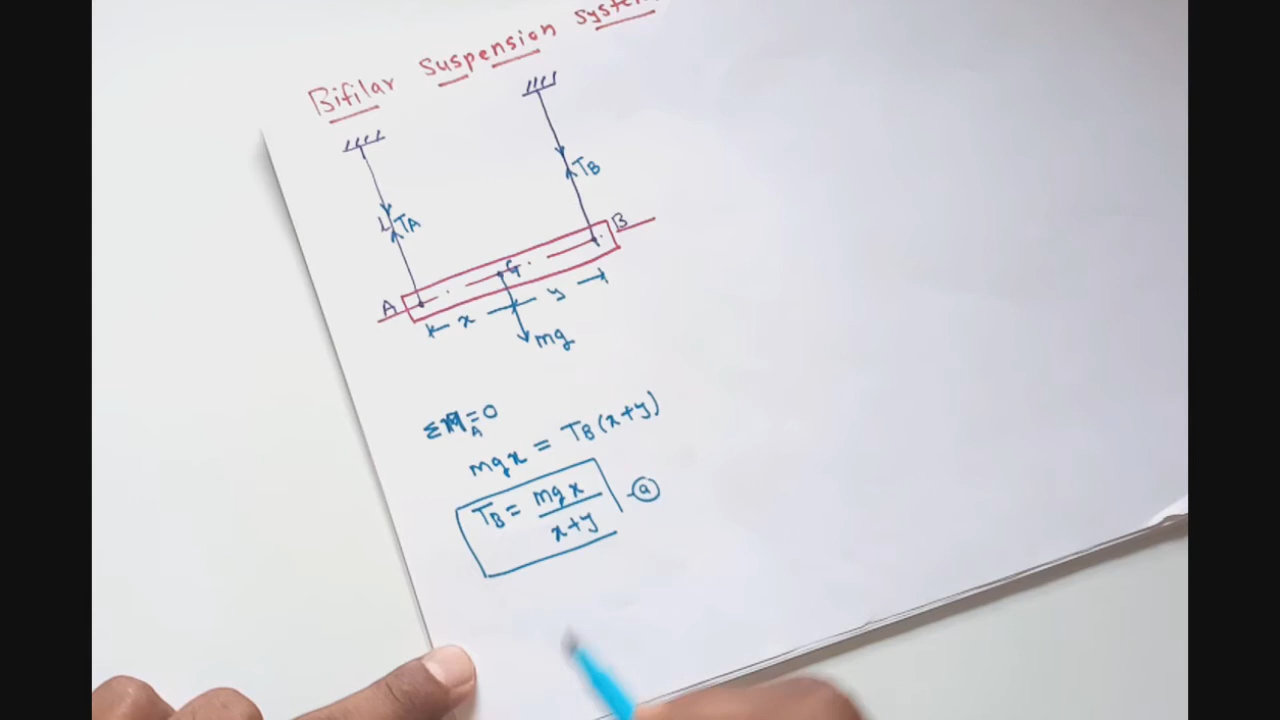 Bifilar Suspension System
TB
L TA
B
G
A
x y
mg
ΣMA=0
mgx = TB(x+y)
TB = mgx / x+y -ⓐ